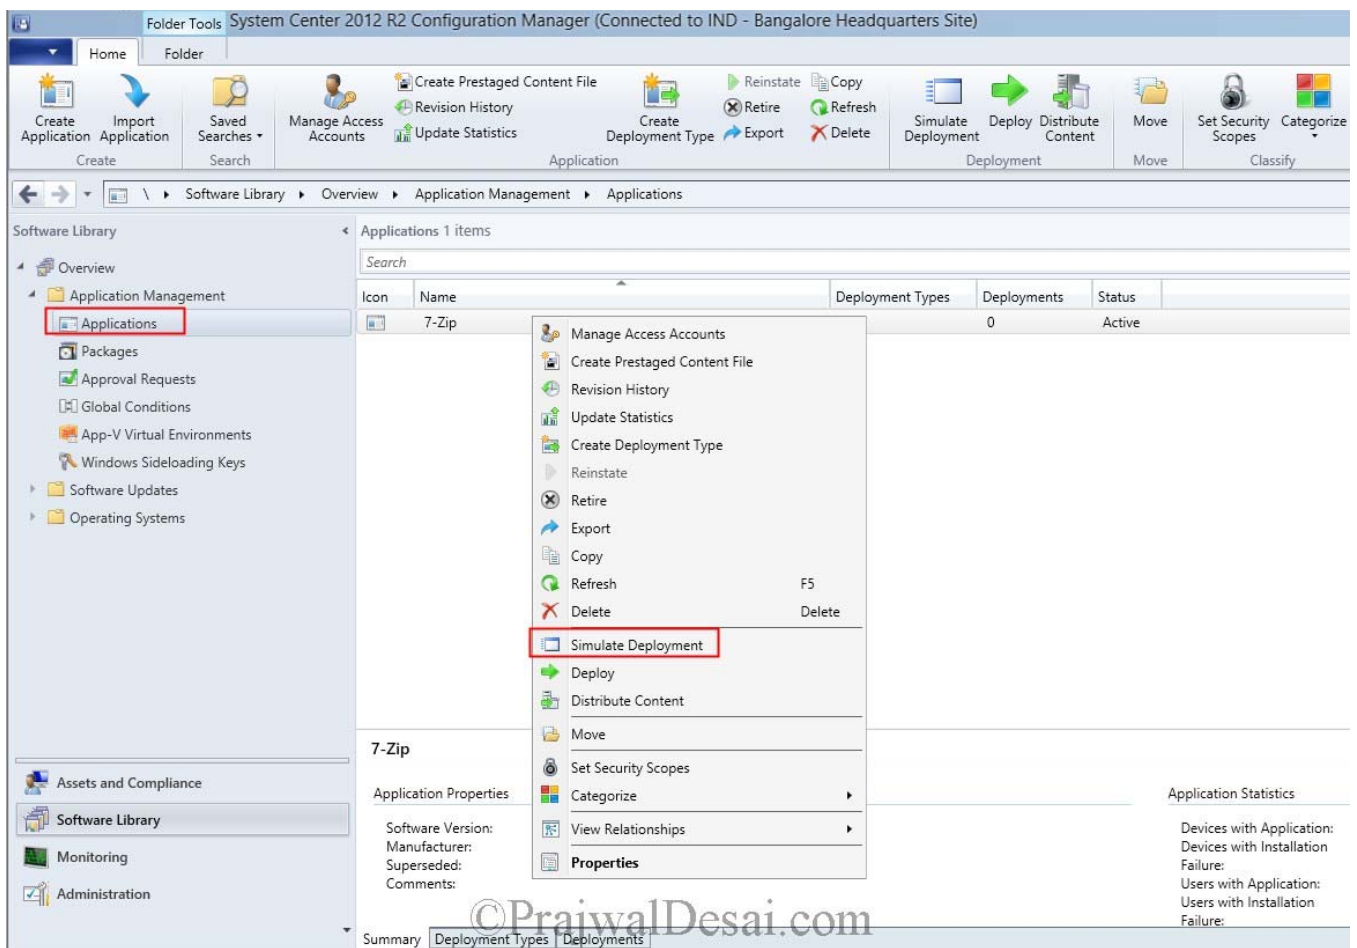 Folder Tools System Center 2012 R2 Configuration Manager (Connected to IND - Bangalore Headquarters Site)
Home Folder
Create Application
Import Application
Create
Saved Searches
Search
Manage Access Accounts
Create Prestaged Content File
Revision History
Update Statistics
Create Deployment Type
Reinstate
Retire
Export
Copy
Refresh
Delete
Application
Simulate Deployment
Deploy
Distribute Content
Deployment
Move
Move
Set Security Scopes
Categorize
Classify
\ Software Library Overview Application Management Applications
Software Library
Overview
Application Management
Applications
Packages
Approval Requests
Global Conditions
App-V Virtual Environments
Windows Sideloading Keys
Software Updates
Operating Systems
Assets and Compliance
Software Library
Monitoring
Administration
Applications 1 items
Search
Icon Name Deployment Types Deployments Status
7-Zip 0 Active
Manage Access Accounts
Create Prestaged Content File
Revision History
Update Statistics
Create Deployment Type
Reinstate
Retire
Export
Copy
Refresh F5
Delete Delete
Simulate Deployment
Deploy
Distribute Content
Move
Set Security Scopes
Categorize
View Relationships
Properties
7-Zip
Application Properties
Software Version:
Manufacturer:
Superseded:
Comments:
Application Statistics
Devices with Application:
Devices with Installation
Failure:
Users with Application:
Users with Installation
Failure:
©PrajwalDesai.com
Summary Deployment Types Deployments